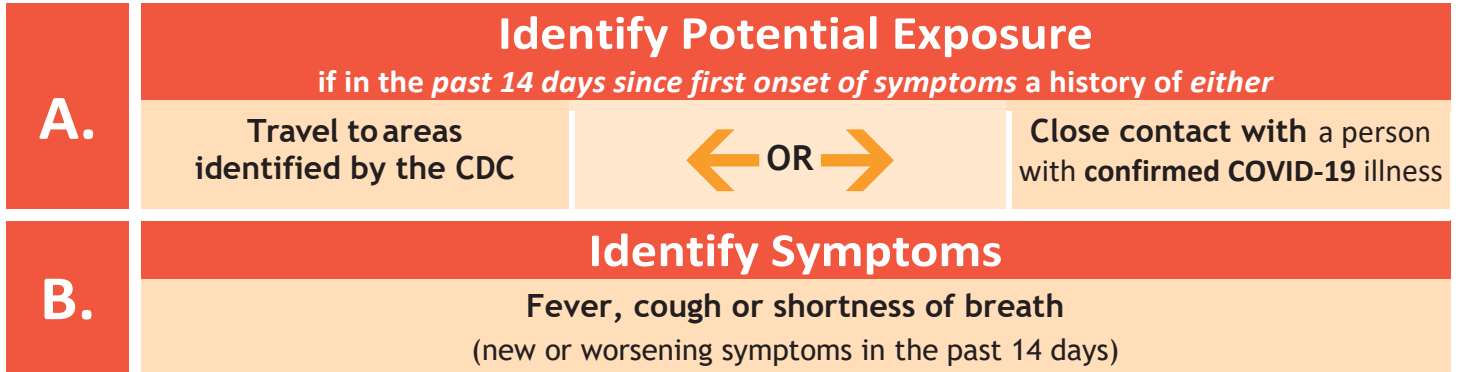 A.
Identify Potential Exposure
if in the past 14 days since first onset of symptoms a history of either
Travel to areas
identified by the CDC
OR
Close contact with a person
with confirmed COVID-19 illness
B.
Identify Symptoms
Fever, cough or shortness of breath
(new or worsening symptoms in the past 14 days)